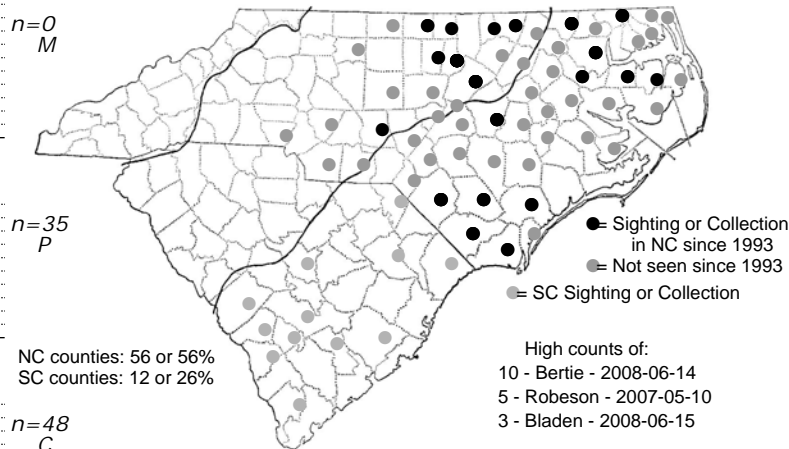 n=0
M
n=35
P
n=48
C
= Sighting or Collection
in NC since 1993
= Not seen since 1993
= SC Sighting or Collection
NC counties: 56 or 56%
SC counties: 12 or 26%
High counts of:
10 - Bertie - 2008-06-14
5 - Robeson - 2007-05-10
3 - Bladen - 2008-06-15